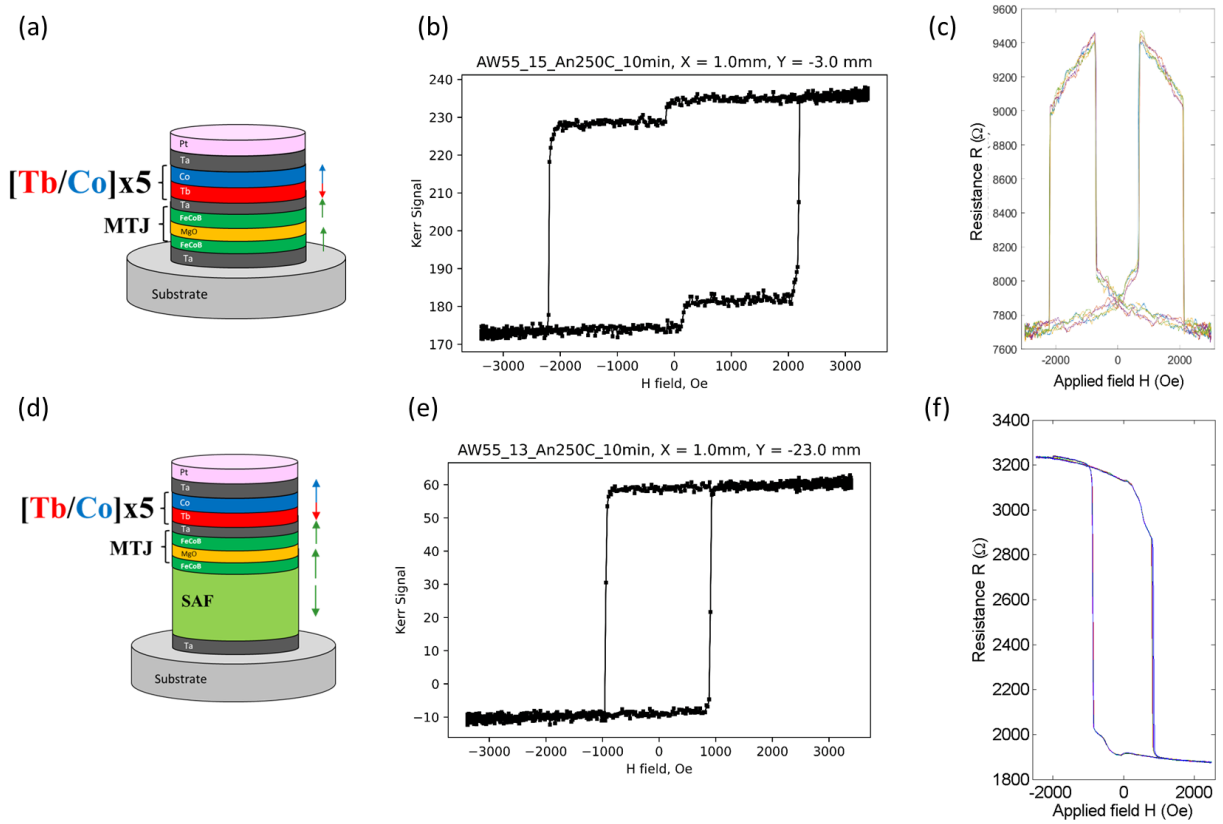 (a)
Pt
Ta
Co
Tb
Ta
FeCoB
MgO
FeCoB
Ta
[Tb/Co]x5
MTJ
Substrate
(b)
AW55_15_An250C_10min, X = 1.0mm, Y = -3.0 mm
Kerr Signal
240
230
220
210
200
190
180
170
−3000 −2000 −1000 0 1000 2000 3000
H field, Oe
(c)
Resistance R (Ω)
9600
9400
9200
9000
8800
8600
8400
8200
8000
7800
7600
-2000 0 2000
Applied field H (Oe)
(d)
Pt
Ta
Co
Tb
Ta
FeCoB
MgO
FeCoB
SAF
Ta
[Tb/Co]x5
MTJ
Substrate
(e)
AW55_13_An250C_10min, X = 1.0mm, Y = -23.0 mm
Kerr Signal
60
50
40
30
20
10
0
−10
−3000 −2000 −1000 0 1000 2000 3000
H field, Oe
(f)
Resistance R (Ω)
3400
3200
3000
2800
2600
2400
2200
2000
1800
-2000 0 2000
Applied field H (Oe)